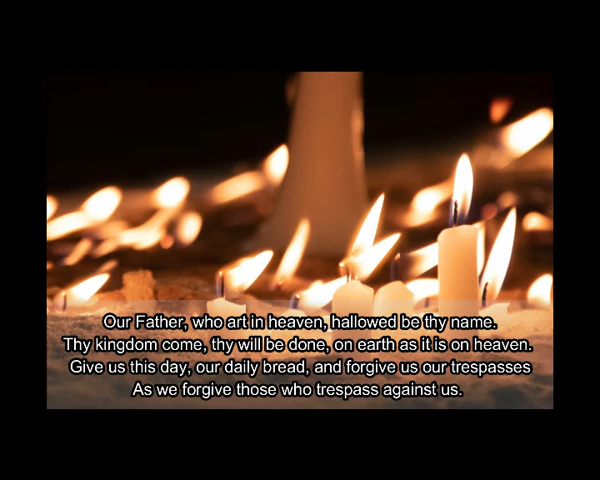 Our Father, who art in heaven, hallowed be thy name.
Thy kingdom come, thy will be done, on earth as it is on heaven.
Give us this day, our daily bread, and forgive us our trespasses
As we forgive those who trespass against us.